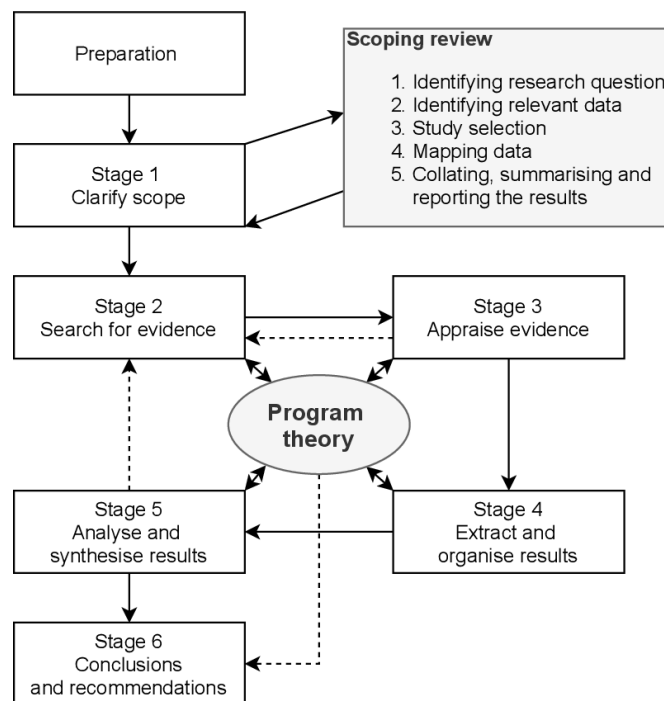 Preparation
Scoping review
1. Identifying research question
2. Identifying relevant data
3. Study selection
4. Mapping data
5. Collating, summarising and
reporting the results
Stage 1
Clarify scope
Stage 2
Search for evidence
Stage 3
Appraise evidence
Program
theory
Stage 5
Analyse and
synthesise results
Stage 4
Extract and
organise results
Stage 6
Conclusions
and recommendations